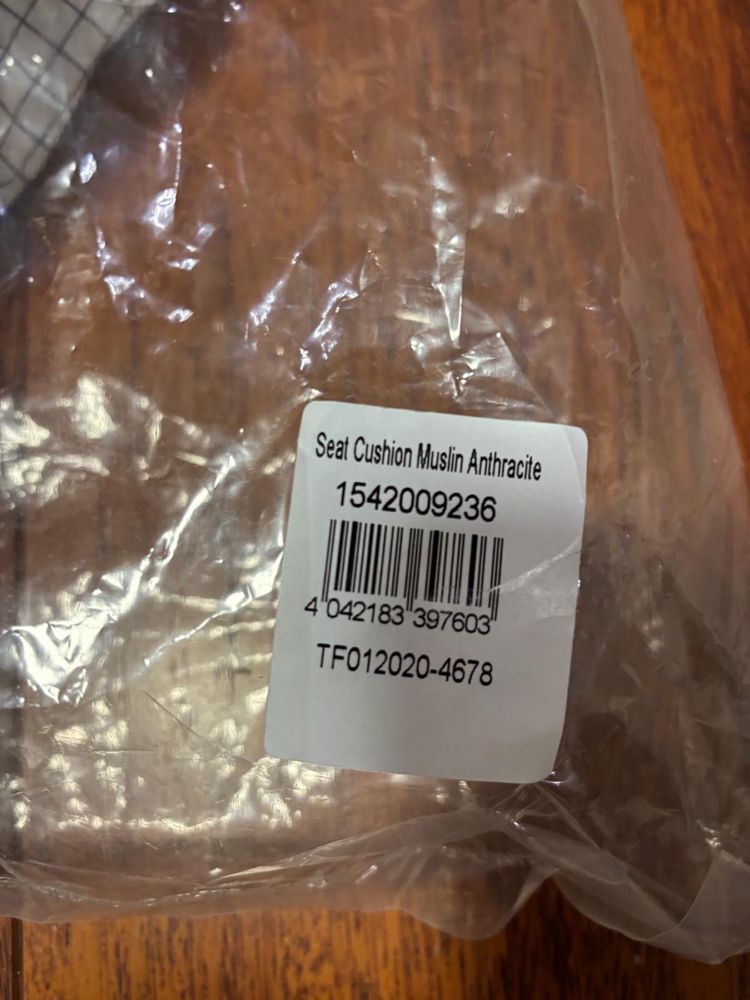 Seat Cushion Muslin Anthracite
1542009236
4 042183 397603
TF012020-4678